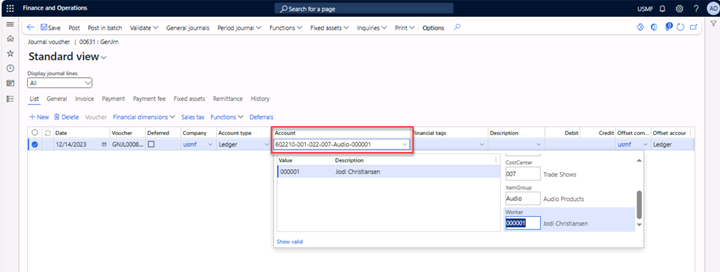 Finance and Operations
Search for a page
USMF
AD
Save Post Post in batch Validate General journals Period journal Functions Fixed assets Inquiries Print Options
Journal voucher | 00631 : GenJrn
Standard view
Display journal lines
All
List General Invoice Payment Payment fee Fixed assets Remittance History
New Delete Voucher Financial dimensions Sales tax Functions Deferrals
Date Voucher Deferred Company Account type Account Financial tags Description Debit Credit Offset com... Offset accour
12/14/2023 GNJL0008... usmf Ledger 602210-001-022-007-Audio-000001 usmf Ledger
Value Description
000001 Jodi Christiansen
CostCenter
007 Trade Shows
ItemGroup
Audio Audio Products
Worker
000001 Jodi Christiansen
Show valid